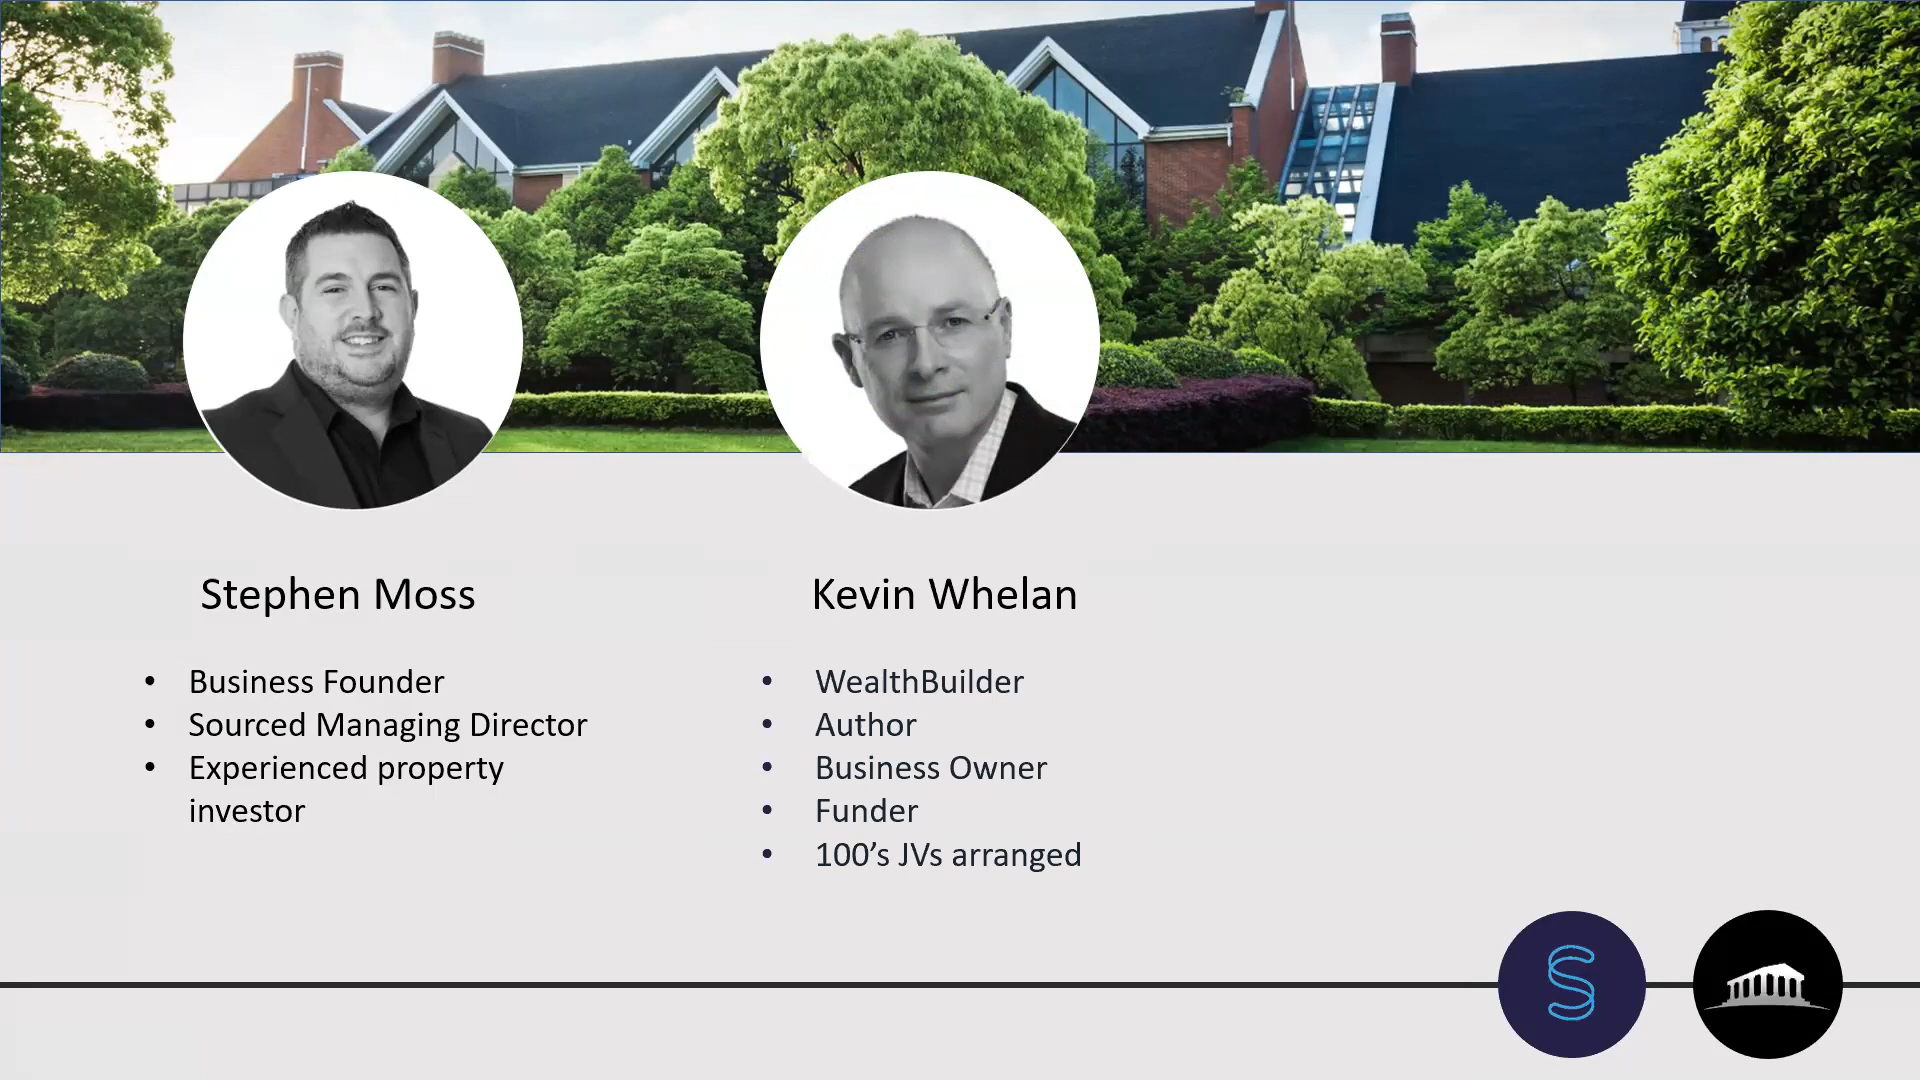 Stephen Moss
• Business Founder
• Sourced Managing Director
• Experienced property
investor
Kevin Whelan
• WealthBuilder
• Author
• Business Owner
• Funder
• 100’s JVs arranged
S